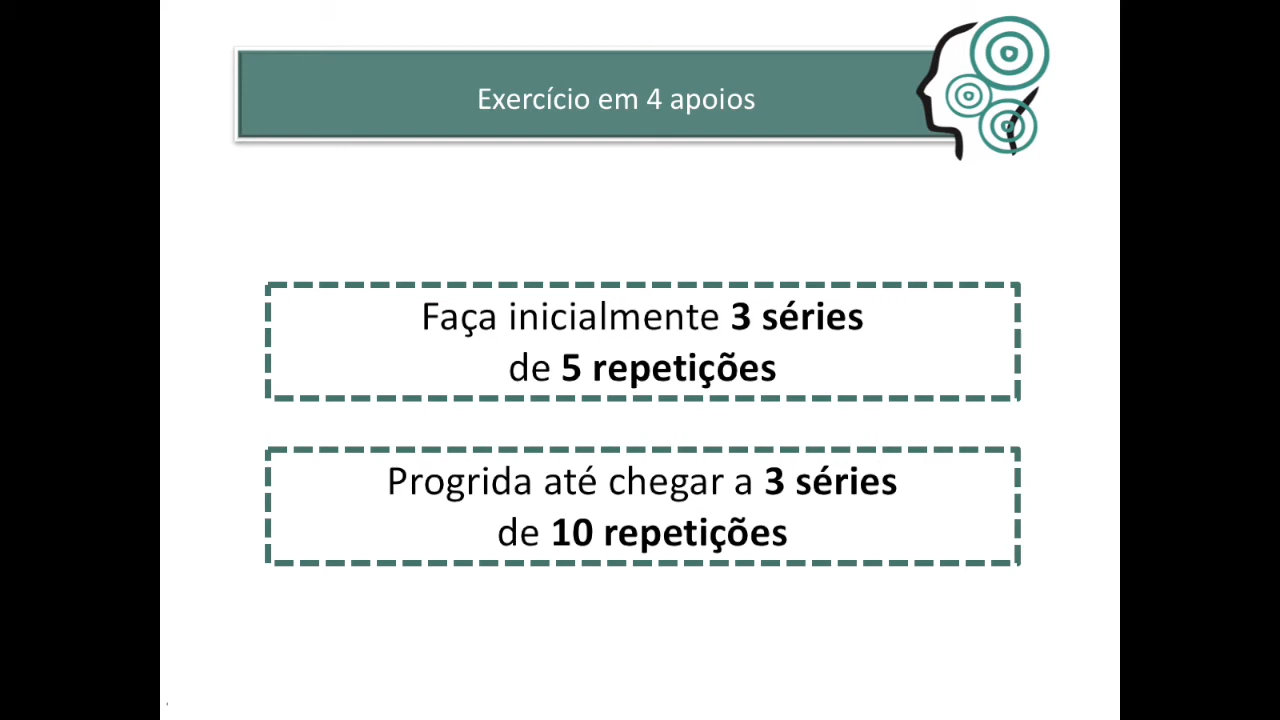 Exercício em 4 apoios
Faça inicialmente 3 séries
de 5 repetições
Progrida até chegar a 3 séries
de 10 repetições